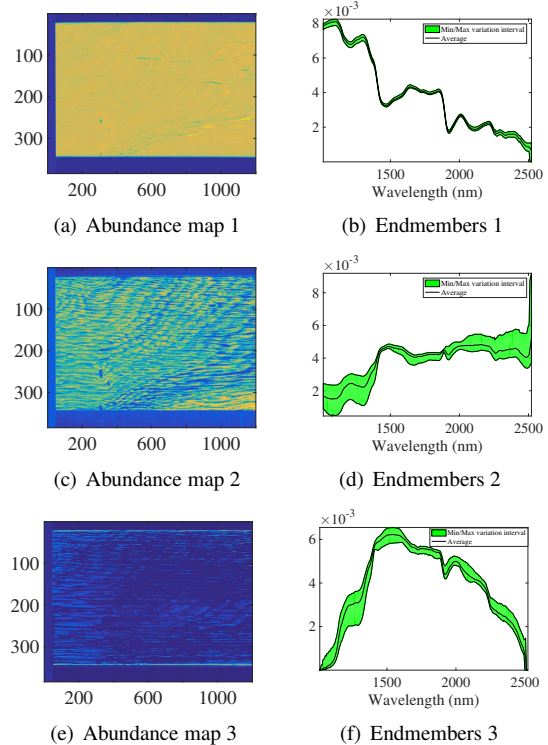 100
200
300
200 600 1000
(a) Abundance map 1
×10⁻³
8
6
4
2
Min/Max variation interval
Average
1500 2000 2500
Wavelength (nm)
(b) Endmembers 1
100
200
300
200 600 1000
(c) Abundance map 2
×10⁻³
8
6
4
2
Min/Max variation interval
Average
1500 2000 2500
Wavelength (nm)
(d) Endmembers 2
100
200
300
200 600 1000
(e) Abundance map 3
×10⁻³
6
4
2
Min/Max variation interval
Average
1500 2000 2500
Wavelength (nm)
(f) Endmembers 3